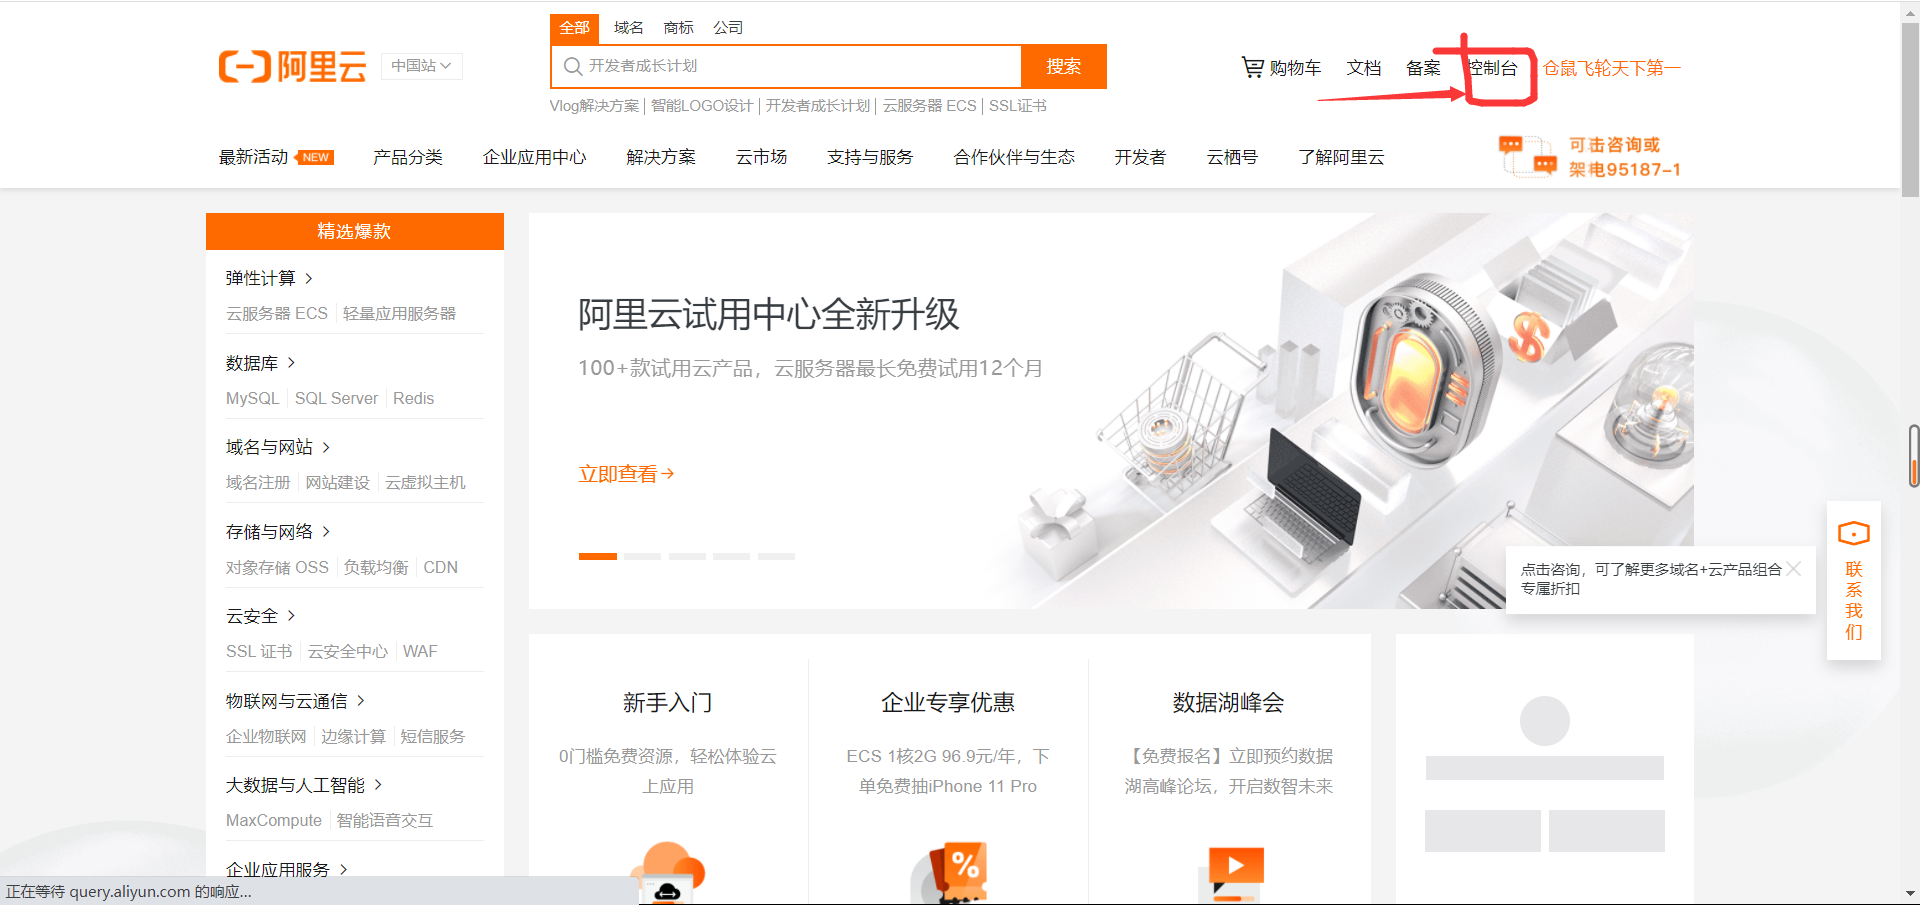 全部 域名 商标 公司
阿里云 中国站
开发者成长计划 搜索
购物车 文档 备案 控制台 仓鼠飞轮天下第一
Vlog解决方案 | 智能LOGO设计 | 开发者成长计划 | 云服务器 ECS | SSL证书
最新活动 NEW 产品分类 企业应用中心 解决方案 云市场 支持与服务 合作伙伴与生态 开发者 云栖号 了解阿里云
击咨询或
电95187-1
精选爆款
弹性计算
云服务器 ECS 轻量应用服务器
数据库
MySQL SQL Server Redis
域名与网站
域名注册 网站建设 云虚拟主机
存储与网络
对象存储 OSS 负载均衡 CDN
云安全
SSL 证书 云安全中心 WAF
物联网与云通信
企业物联网 边缘计算 短信服务
大数据与人工智能
MaxCompute 智能语音交互
企业应用服务
阿里云试用中心全新升级
100+款试用云产品，云服务器最长免费试用12个月
立即查看
点击咨询，可了解更多域名+云产品组合
专属折扣
联
系
我
们
新手入门
0门槛免费资源，轻松体验云
上应用
企业专享优惠
ECS 1核2G 96.9元/年，下
单免费抽iPhone 11 Pro
数据湖峰会
【免费报名】立即预约数据
湖高峰论坛，开启数智未来
正在等待 query.aliyun.com 的响应...